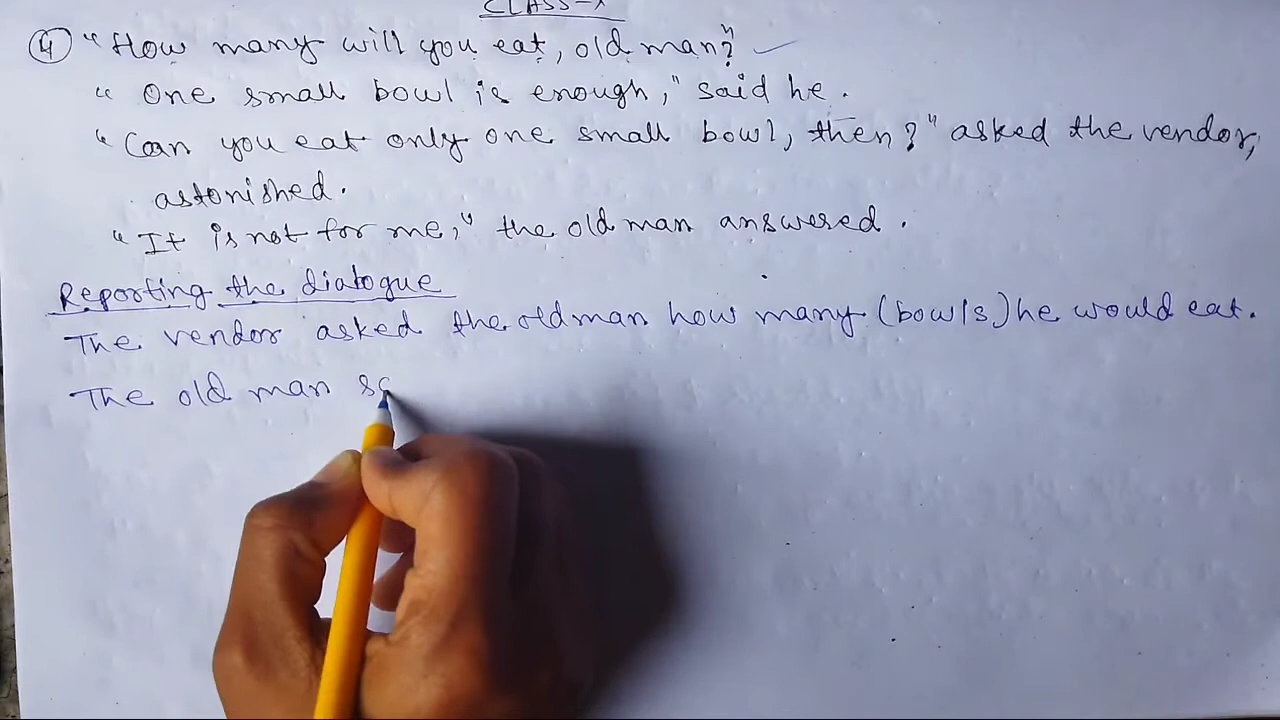 CLASS-X
④ "How many will you eat, old man?"
"One small bowl is enough," said he.
"Can you eat only one small bowl, then?" asked the vendor,
astonished.
"It is not for me," the old man answered.
Reporting the dialogue
The vendor asked the old man how many (bowls) he would eat.
The old man sa